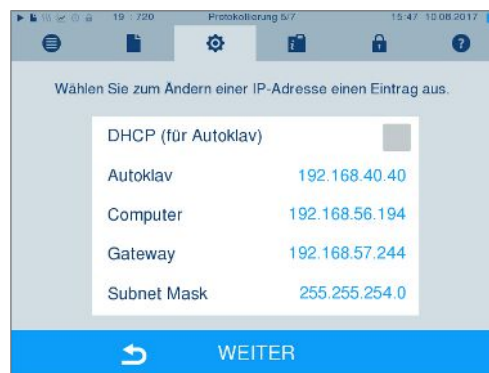 19 : 720 Protokollierung 5/7 15:47 10.08.2017
Wählen Sie zum Ändern einer IP-Adresse einen Eintrag aus.
DHCP (für Autoklav)
Autoklav 192.168.40.40
Computer 192.168.56.194
Gateway 192.168.57.244
Subnet Mask 255.255.254.0
WEITER